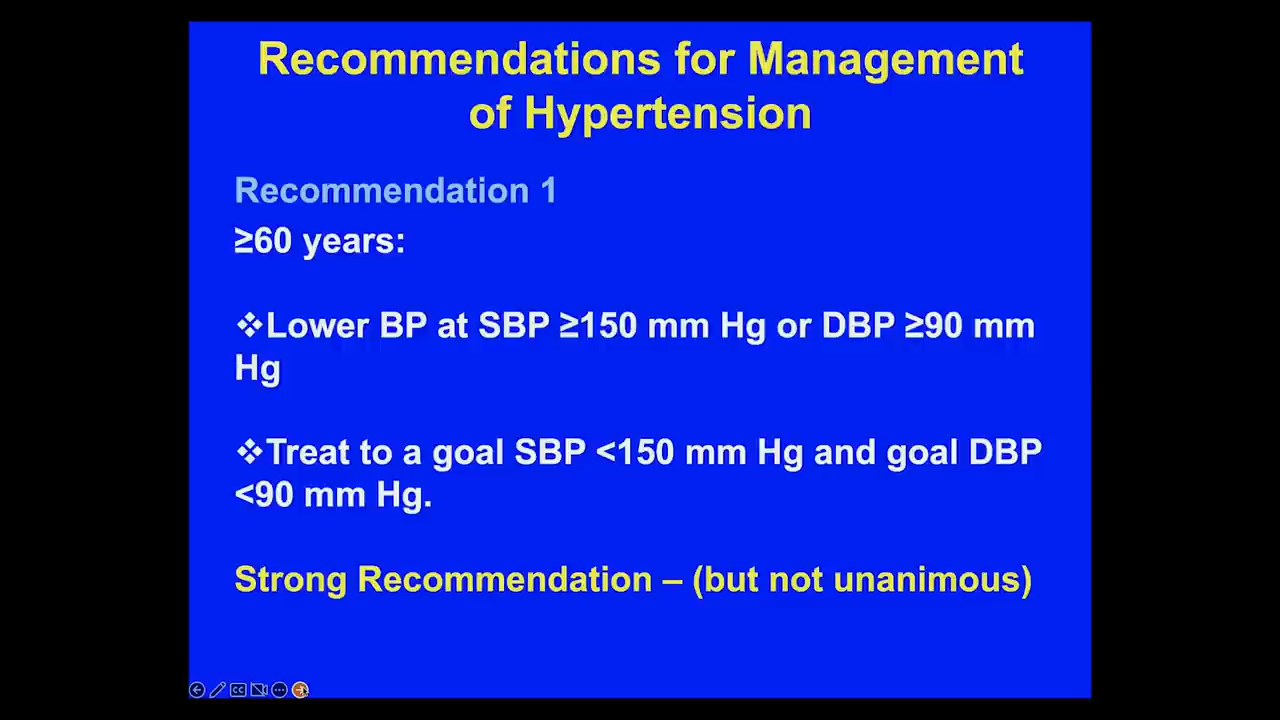 Recommendations for Management
of Hypertension
Recommendation 1
≥60 years:
❖Lower BP at SBP ≥150 mm Hg or DBP ≥90 mm
Hg
❖Treat to a goal SBP <150 mm Hg and goal DBP
<90 mm Hg.
Strong Recommendation – (but not unanimous)
CC